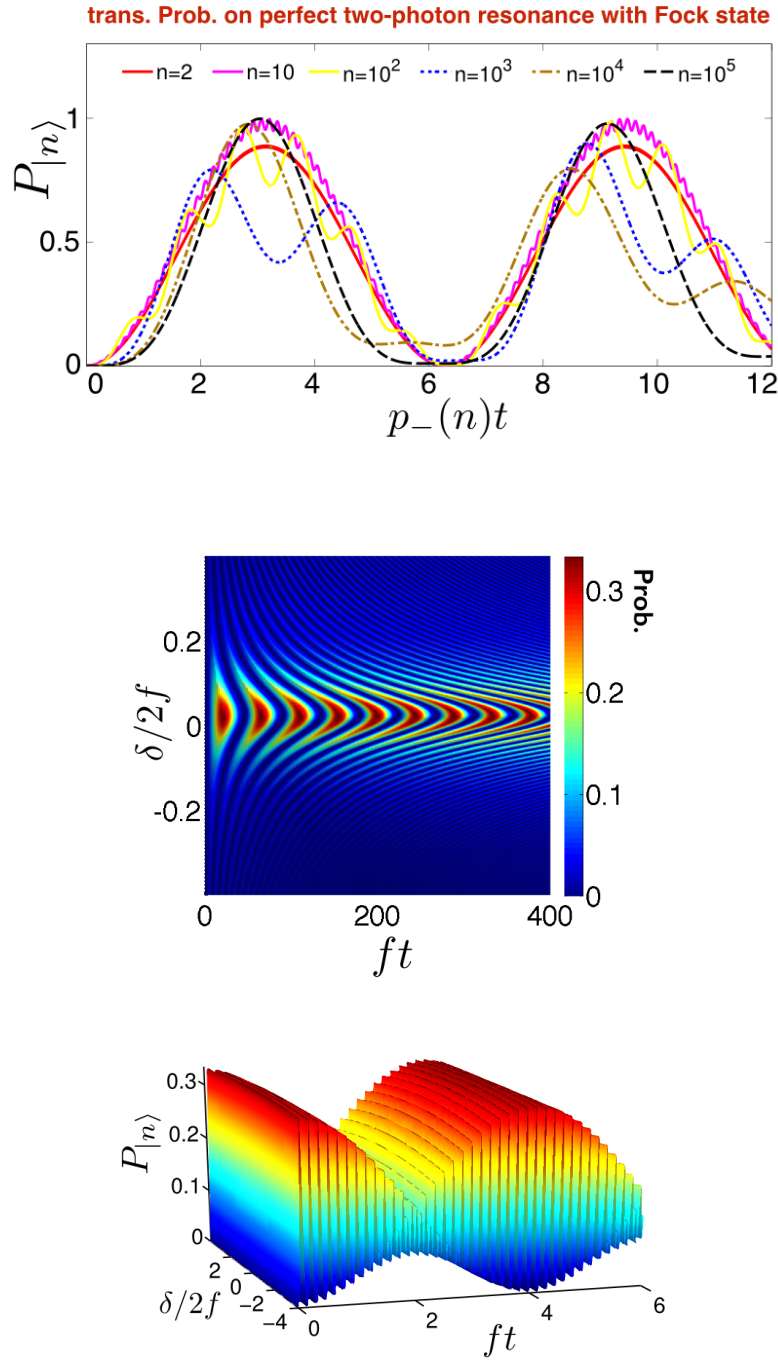 trans. Prob. on perfect two-photon resonance with Fock state
n=2 n=10 n=10² n=10³ n=10⁴ n=10⁵
P|n⟩
1
0.5
0
0 2 4 6 8 10 12
p₋(n)t
δ/2f
0.2
0
-0.2
0 200 400
ft
Prob.
0.3
0.2
0.1
0
P|n⟩
0.3
0.2
0.1
0
2
0
-2
-4
δ/2f
0 2 4 6
ft